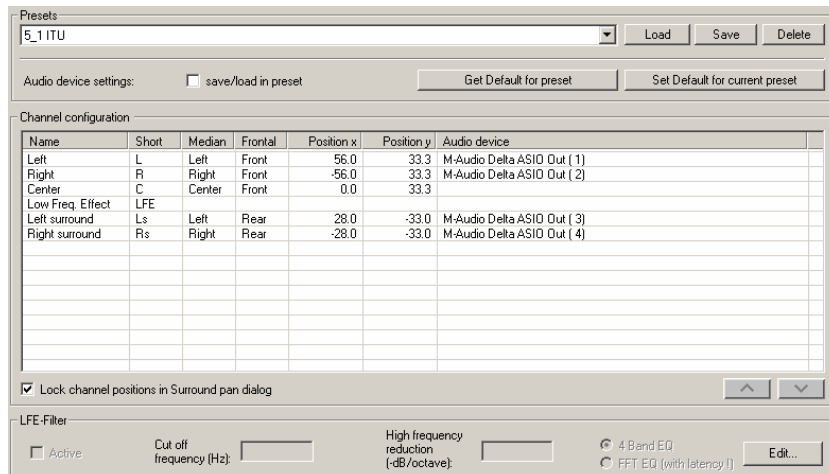 Presets
5_1 ITU
Load Save Delete
Audio device settings: save/load in preset Get Default for preset Set Default for current preset
Channel configuration
Name Short Median Frontal Position x Position y Audio device
Left L Left Front 56.0 33.3 M-Audio Delta ASIO Out ( 1)
Right R Right Front -56.0 33.3 M-Audio Delta ASIO Out ( 2)
Center C Center Front 0.0 33.3
Low Freq. Effect LFE
Left surround Ls Left Rear 28.0 -33.0 M-Audio Delta ASIO Out ( 3)
Right surround Rs Right Rear -28.0 -33.0 M-Audio Delta ASIO Out ( 4)
Lock channel positions in Surround pan dialog
LFE-Filter
Active
Cut off
frequency (Hz):
High frequency
reduction
(-dB/octave):
4 Band EQ
FFT EQ (with latency !)
Edit...